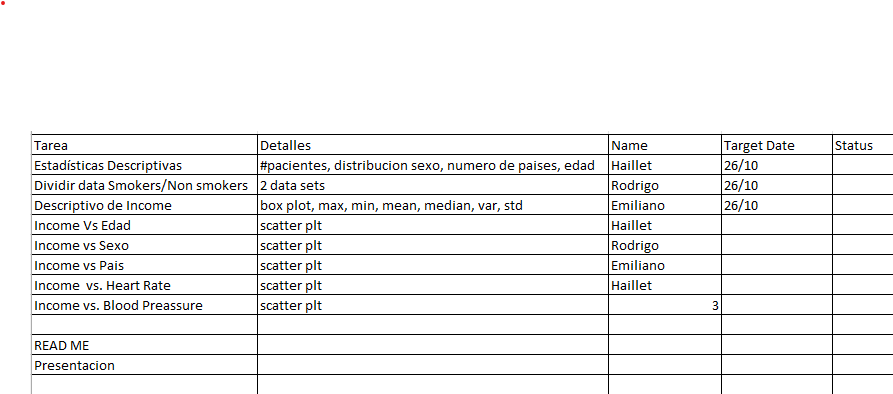 Tarea Detalles Name Target Date Status
Estadísticas Descriptivas #pacientes, distribucion sexo, numero de paises, edad Haillet 26/10
Dividir data Smokers/Non smokers 2 data sets Rodrigo 26/10
Descriptivo de Income box plot, max, min, mean, median, var, std Emiliano 26/10
Income Vs Edad scatter plt Haillet
Income vs Sexo scatter plt Rodrigo
Income vs Pais scatter plt Emiliano
Income vs. Heart Rate scatter plt Haillet
Income vs. Blood Preassure scatter plt 3
READ ME
Presentacion